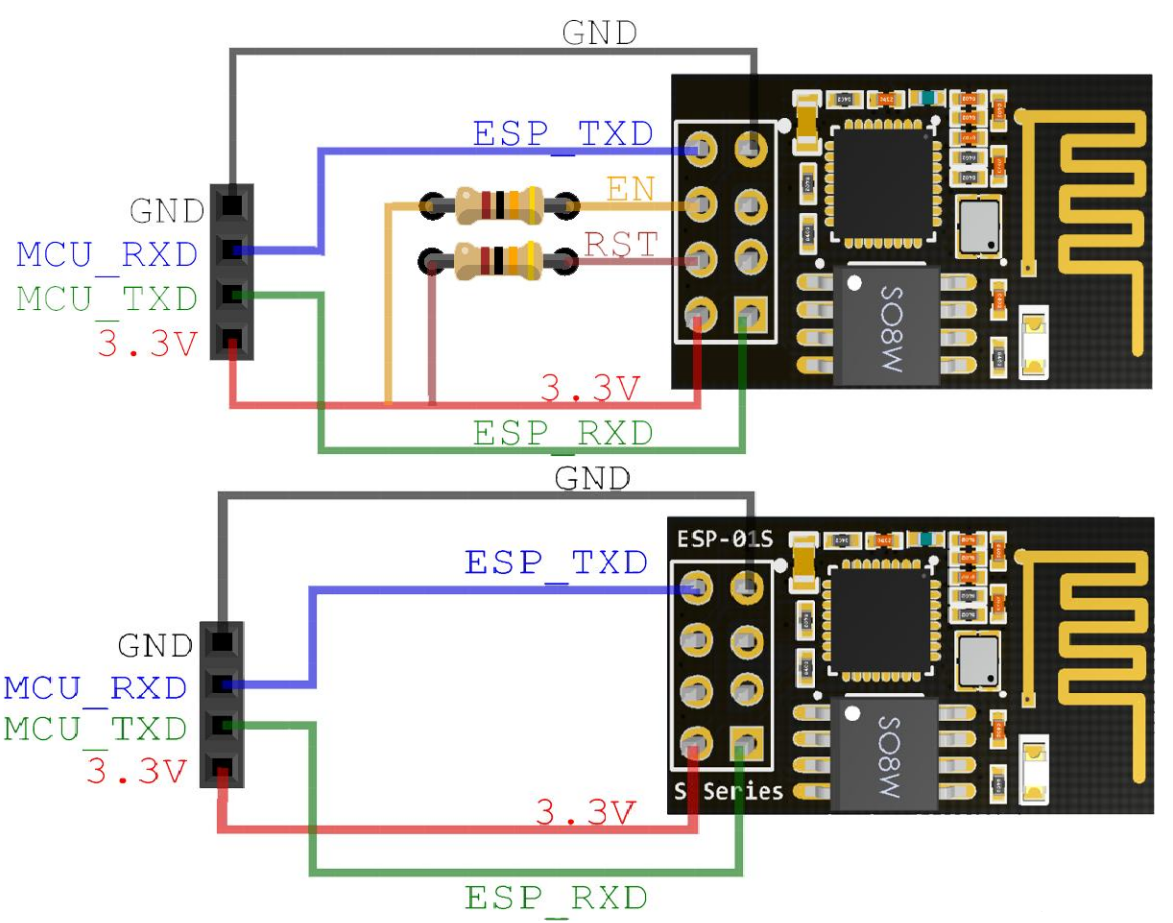 GND
ESP_TXD
EN
GND
RST
MCU_RXD
MCU_TXD
3.3V
SO8W
3.3V
ESP_RXD
GND
ESP-01S
ESP_TXD
GND
MCU_RXD
MCU_TXD
3.3V
SO8W
S Series
3.3V
ESP_RXD